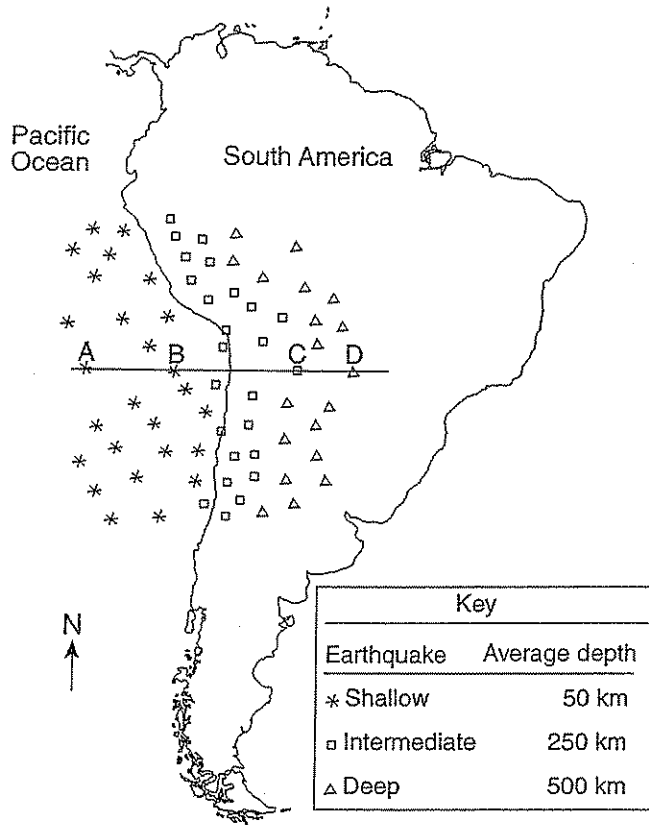 Pacific
Ocean
South America
A
B
C
D
N
Key
Earthquake Average depth
Shallow 50 km
Intermediate 250 km
Deep 500 km